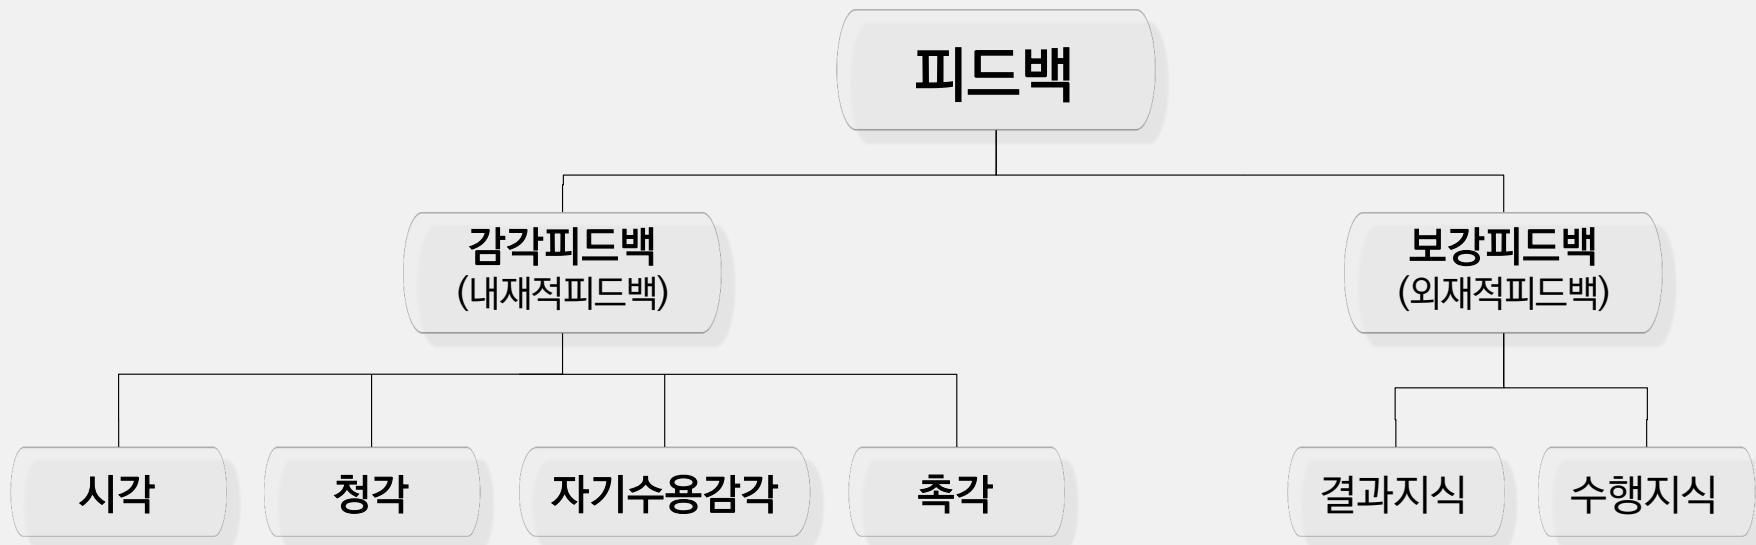 피드백
감각피드백
(내재적피드백)
보강피드백
(외재적피드백)
시각
청각
자기수용감각
촉각
결과지식
수행지식